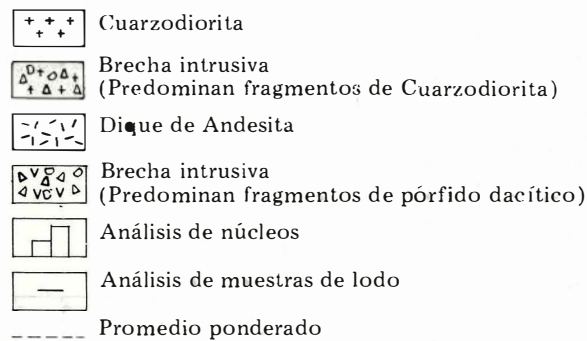 Cuarzodiorita
Brecha intrusiva
(Predominan fragmentos de Cuarzodiorita)
Dique de Andesita
Brecha intrusiva
(Predominan fragmentos de pórfido dacítico)
Análisis de núcleos
Análisis de muestras de lodo
Promedio ponderado